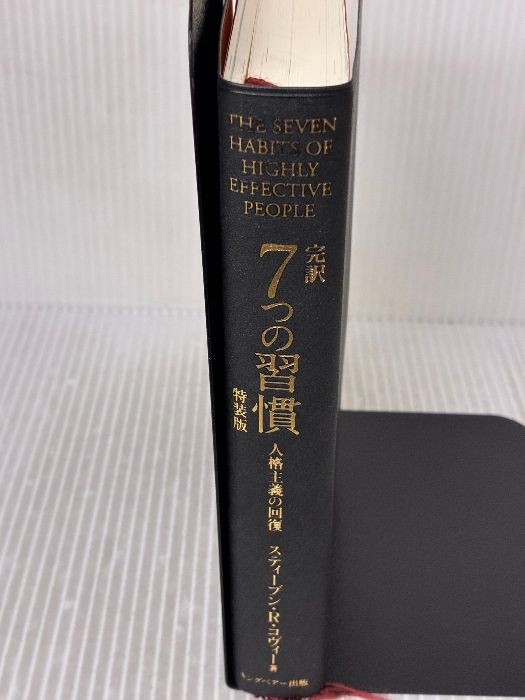 THE SEVEN
HABITS OF
HIGHLY
EFFECTIVE
PEOPLE
完訳
7つの習慣
特装版
人格主義の回復
スティーブン・R・コヴィー著
キングベアー出版